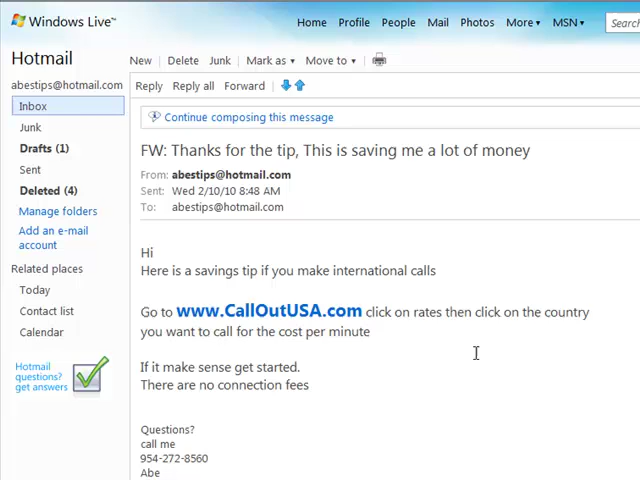 Windows Live™
Home Profile People Mail Photos More▾ MSN▾
Search
Hotmail
New Delete Junk Mark as▾ Move to▾
abestips@hotmail.com
Reply Reply all Forward
Inbox
Continue composing this message
Junk
Drafts (1)
FW: Thanks for the tip, This is saving me a lot of money
Sent
From: abestips@hotmail.com
Deleted (4)
Sent: Wed 2/10/10 8:48 AM
Manage folders
To: abestips@hotmail.com
Add an e-mail
account
Related places
Today
Contact list
Calendar
Hotmail
questions?
get answers
Hi
Here is a savings tip if you make international calls
Go to www.CallOutUSA.com click on rates then click on the country
you want to call for the cost per minute
If it make sense get started.
There are no connection fees
Questions?
call me
954-272-8560
Abe